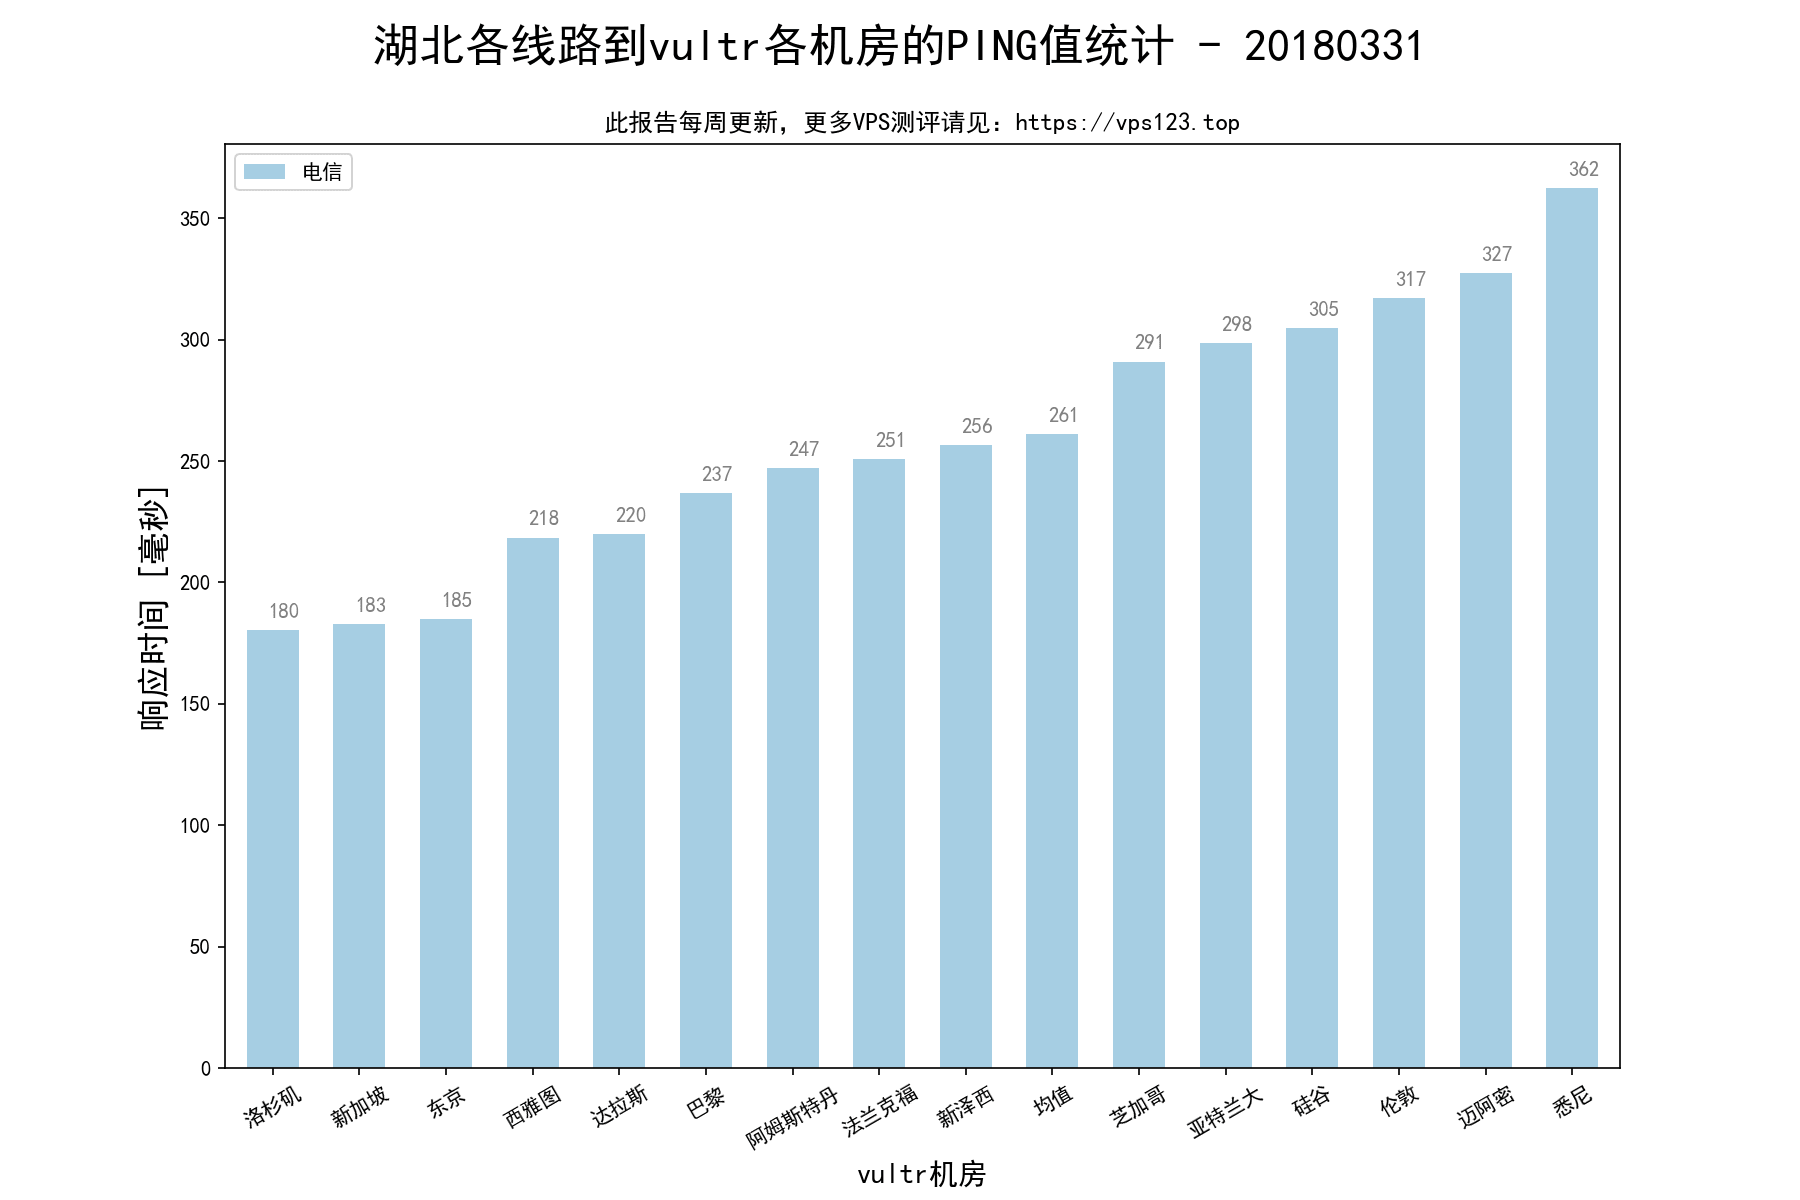 湖北各线路到vultr各机房的PING值统计 - 20180331
此报告每周更新，更多VPS测评请见：https://vps123.top
电信
响应时间 [毫秒]
350
300
250
200
150
100
50
0
180
183
185
218
220
237
247
251
256
261
291
298
305
317
327
362
洛杉矶
新加坡
东京
西雅图
达拉斯
巴黎
阿姆斯特丹
法兰克福
新泽西
均值
芝加哥
亚特兰大
硅谷
伦敦
迈阿密
悉尼
vultr机房